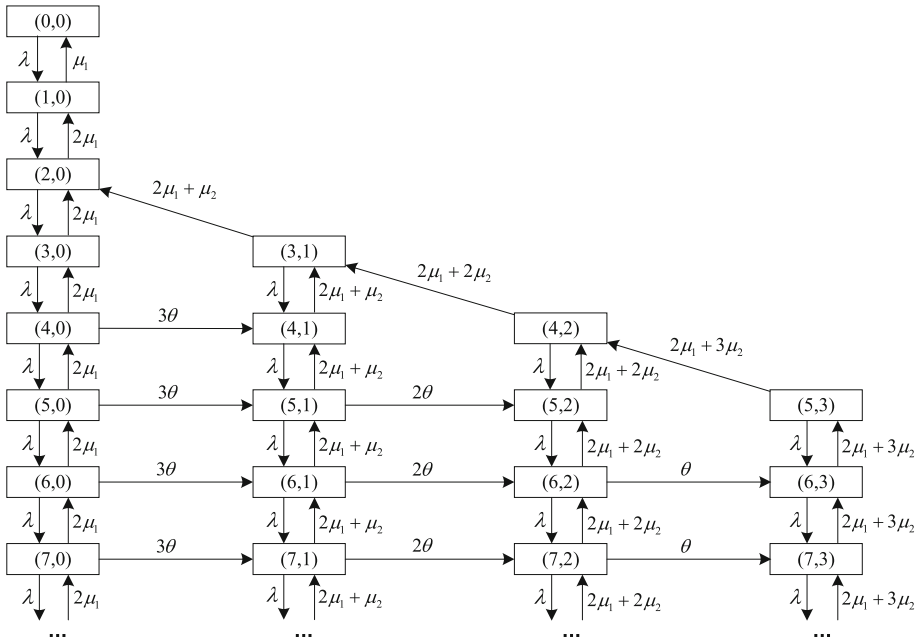 (0,0)
λ μ₁
(1,0)
λ 2μ₁
(2,0)
2μ₁ + μ₂
λ 2μ₁
(3,0) (3,1)
2μ₁ + 2μ₂
λ 2μ₁ λ 2μ₁ + μ₂
(4,0) 3θ (4,1) (4,2)
2μ₁ + 3μ₂
λ 2μ₁ λ 2μ₁ + μ₂ λ 2μ₁ + 2μ₂
(5,0) 3θ (5,1) 2θ (5,2) (5,3)
λ 2μ₁ λ 2μ₁ + μ₂ λ 2μ₁ + 2μ₂ λ 2μ₁ + 3μ₂
(6,0) 3θ (6,1) 2θ (6,2) θ (6,3)
λ 2μ₁ λ 2μ₁ + μ₂ λ 2μ₁ + 2μ₂ λ 2μ₁ + 3μ₂
(7,0) 3θ (7,1) 2θ (7,2) θ (7,3)
λ 2μ₁ λ 2μ₁ + μ₂ λ 2μ₁ + 2μ₂ λ 2μ₁ + 3μ₂
... ... ... ...